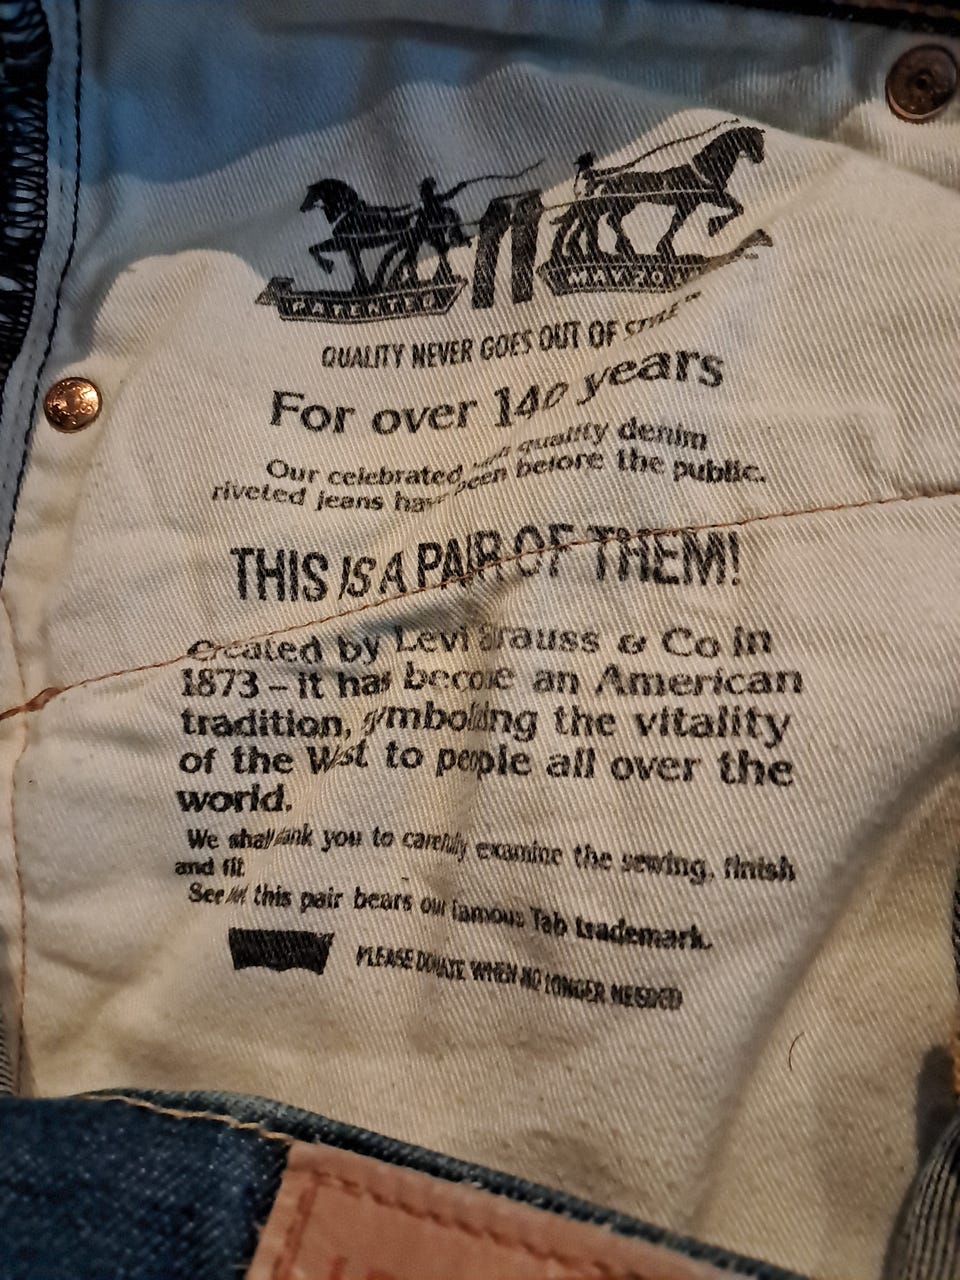 PATENTED MAY 20
QUALITY NEVER GOES OUT OF STYLE™
For over 140 years
Our celebrated quality denim
riveted jeans have been before the public.
THIS IS A PAIR OF THEM!
Created by Levi Strauss & Co in
1873 – it has become an American
tradition, symbolizing the vitality
of the West to people all over the
world.
We shall thank you to carefully examine the sewing, finish
and fit
See that this pair bears our famous Tab trademark.
PLEASE DONATE WHEN NO LONGER NEEDED